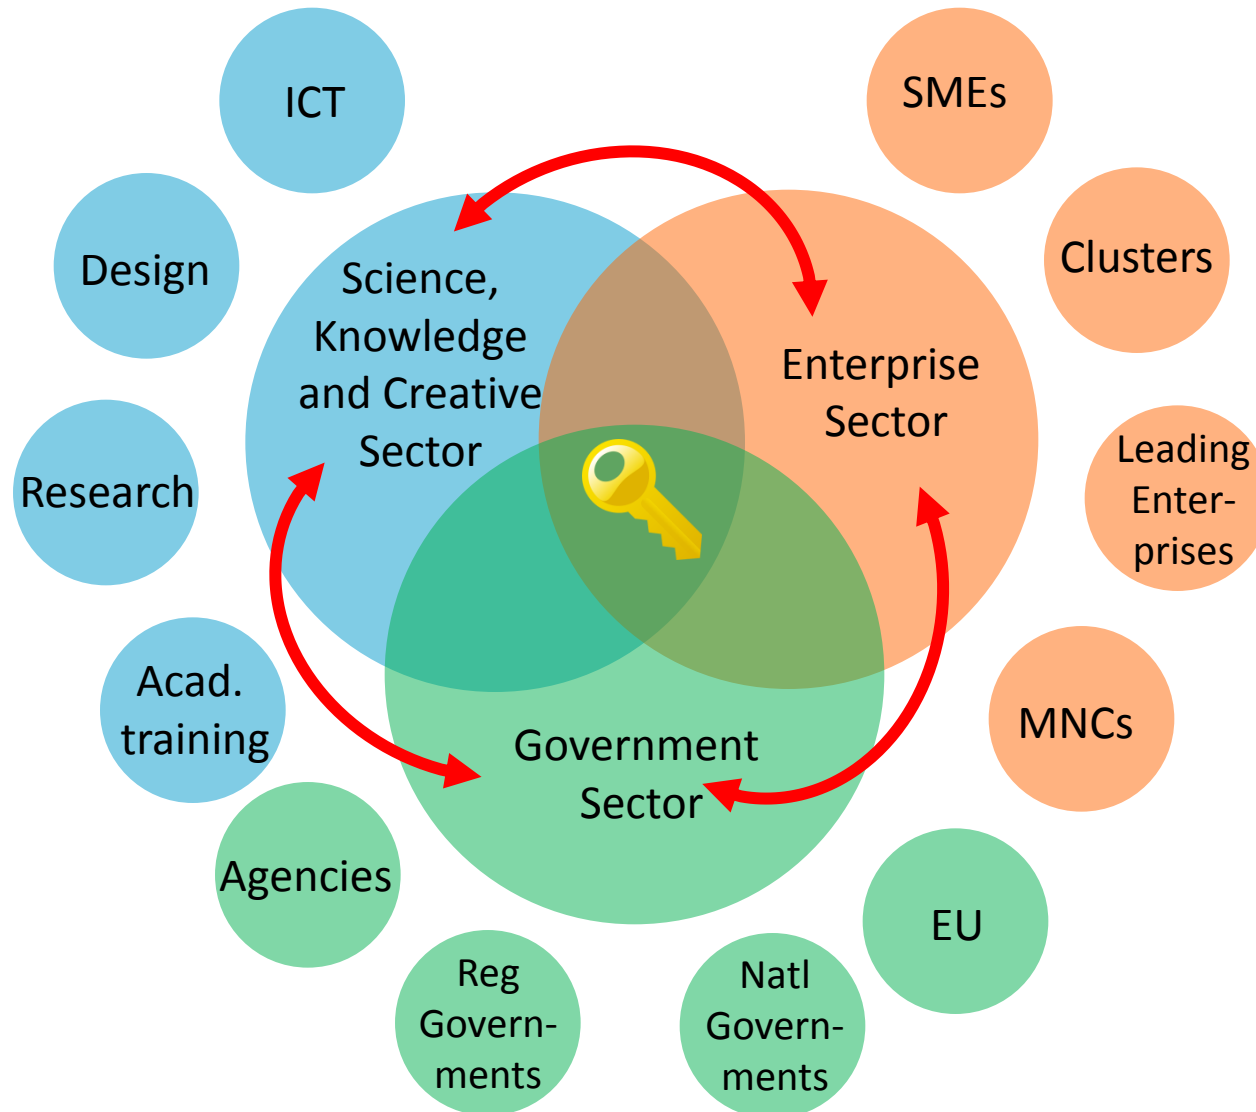 ICT
Design
Research
Acad.
training
Science,
Knowledge
and Creative
Sector
SMEs
Clusters
Leading
Enter-
prises
MNCs
Enterprise
Sector
Government
Sector
Agencies
Reg
Govern-
ments
Natl
Govern-
ments
EU